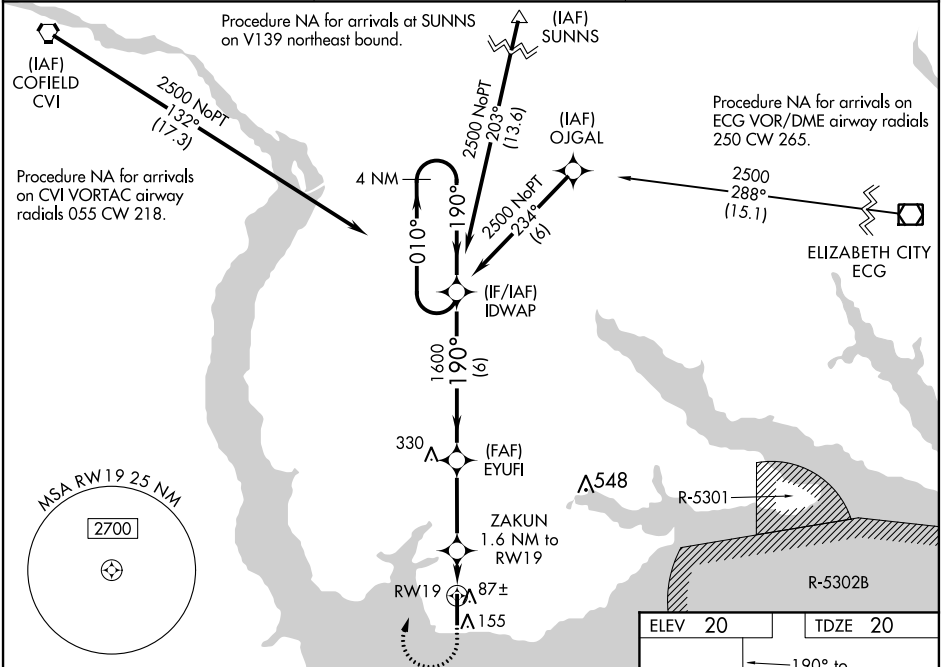 Procedure NA for arrivals at SUNNS
on V139 northeast bound.
(IAF)
SUNNS
(IAF)
COFIELD
CVI
2500 NoPT
132°
(17.3)
2500 NoPT
203°
(13.6)
(IAF)
OJGAL
Procedure NA for arrivals on
ECG VOR/DME airway radials
250 CW 265.
Procedure NA for arrivals
on CVI VORTAC airway
radials 055 CW 218.
4 NM
010°
190°
2500 NoPT
234°
(6)
2500
288°
(15.1)
ELIZABETH CITY
ECG
(IF/IAF)
IDWAP
1600
190°
(6)
330
(FAF)
EYUFI
548
R-5301
MSA RW19 25 NM
2700
ZAKUN
1.6 NM to
RW19
R-5302B
RW19
87±
155
ELEV 20
TDZE 20
190° to